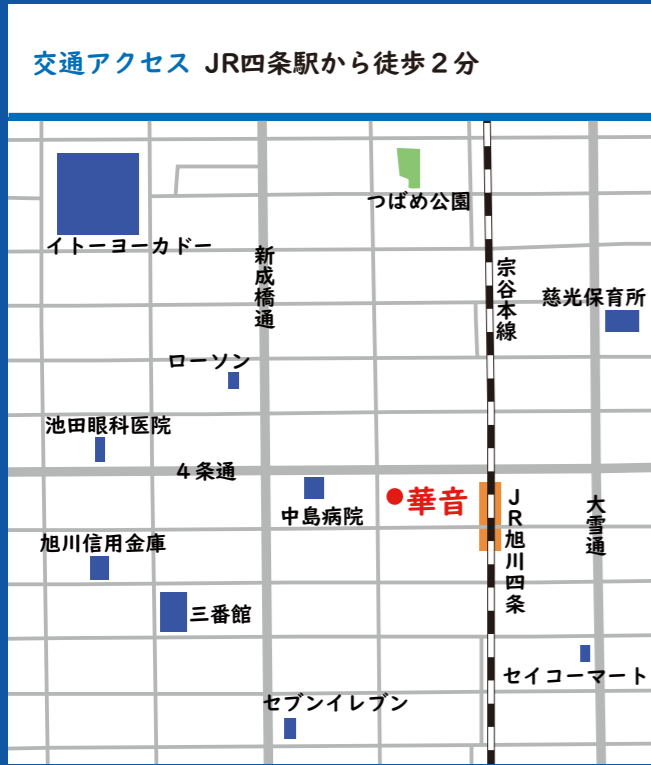 交通アクセス JR四条駅から徒歩２分
つばめ公園
イトーヨーカドー
新成橋通
宗谷本線
慈光保育所
ローソン
池田眼科医院
４条通
中島病院
華音
JR旭川四条
大雪通
旭川信用金庫
三番館
セイコーマート
セブンイレブン